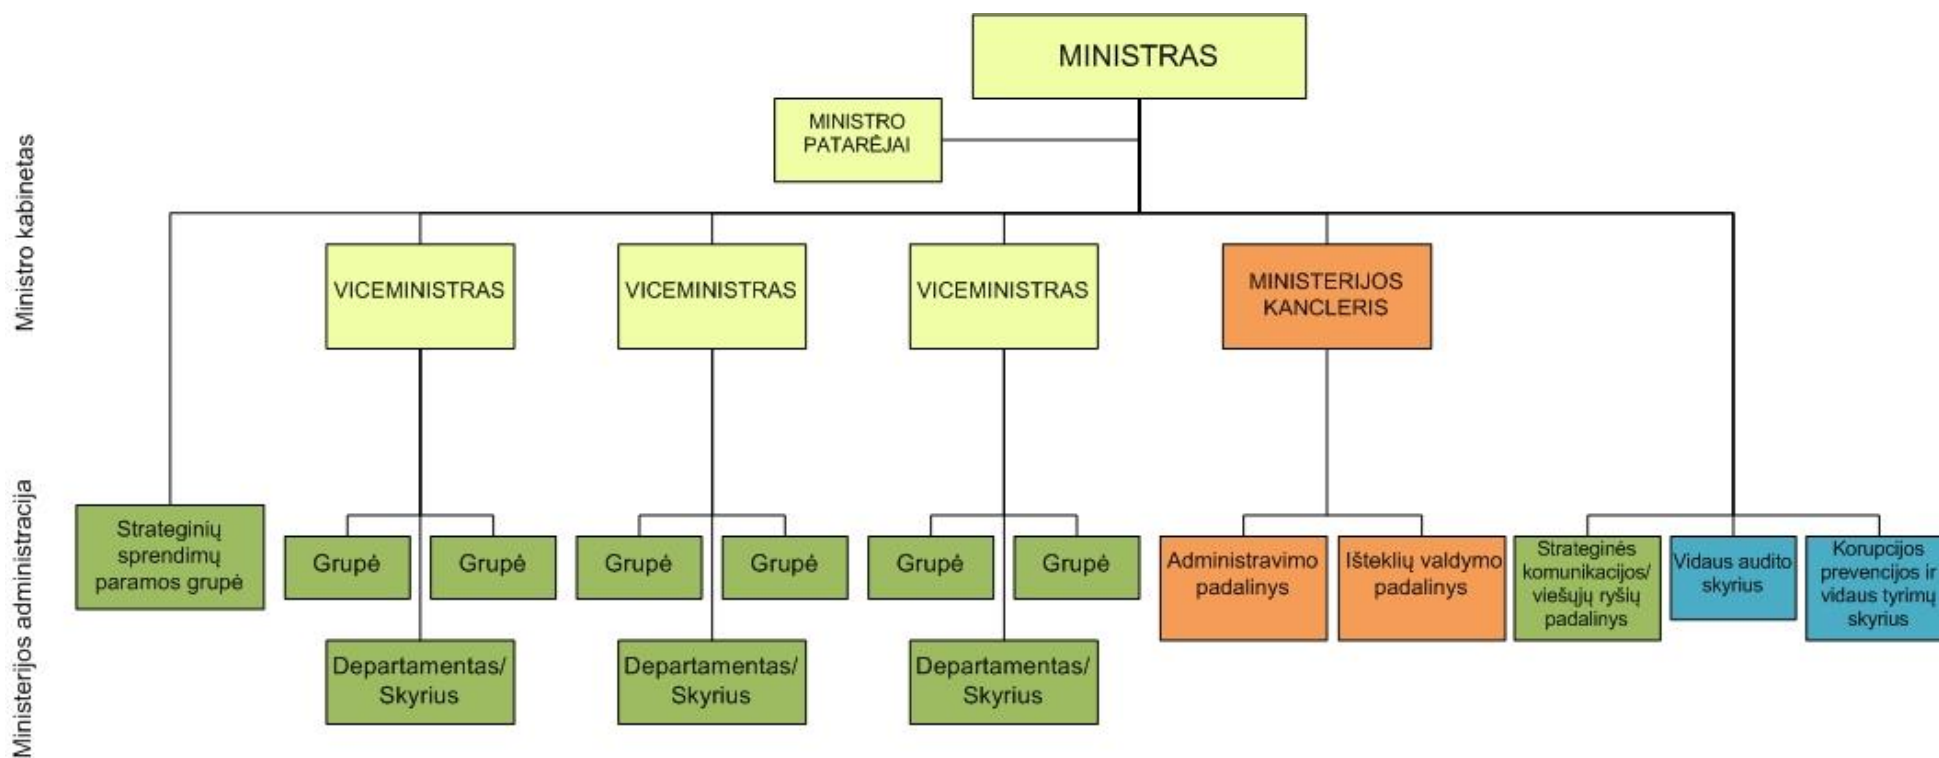 MINISTRAS
MINISTRO
PATARĖJAI
Ministro kabinetas
VICEMINISTRAS
VICEMINISTRAS
VICEMINISTRAS
MINISTERIJOS
KANCLERIS
Ministerijos administracija
Strateginių
sprendimų
paramos grupė
Grupė
Grupė
Grupė
Grupė
Grupė
Grupė
Administravimo
padalinys
Išteklių valdymo
padalinys
Strateginės
komunikacijos/
viešųjų ryšių
padalinys
Vidaus audito
skyrius
Korupcijos
prevencijos ir
vidaus tyrimų
skyrius
Departamentas/
Skyrius
Departamentas/
Skyrius
Departamentas/
Skyrius